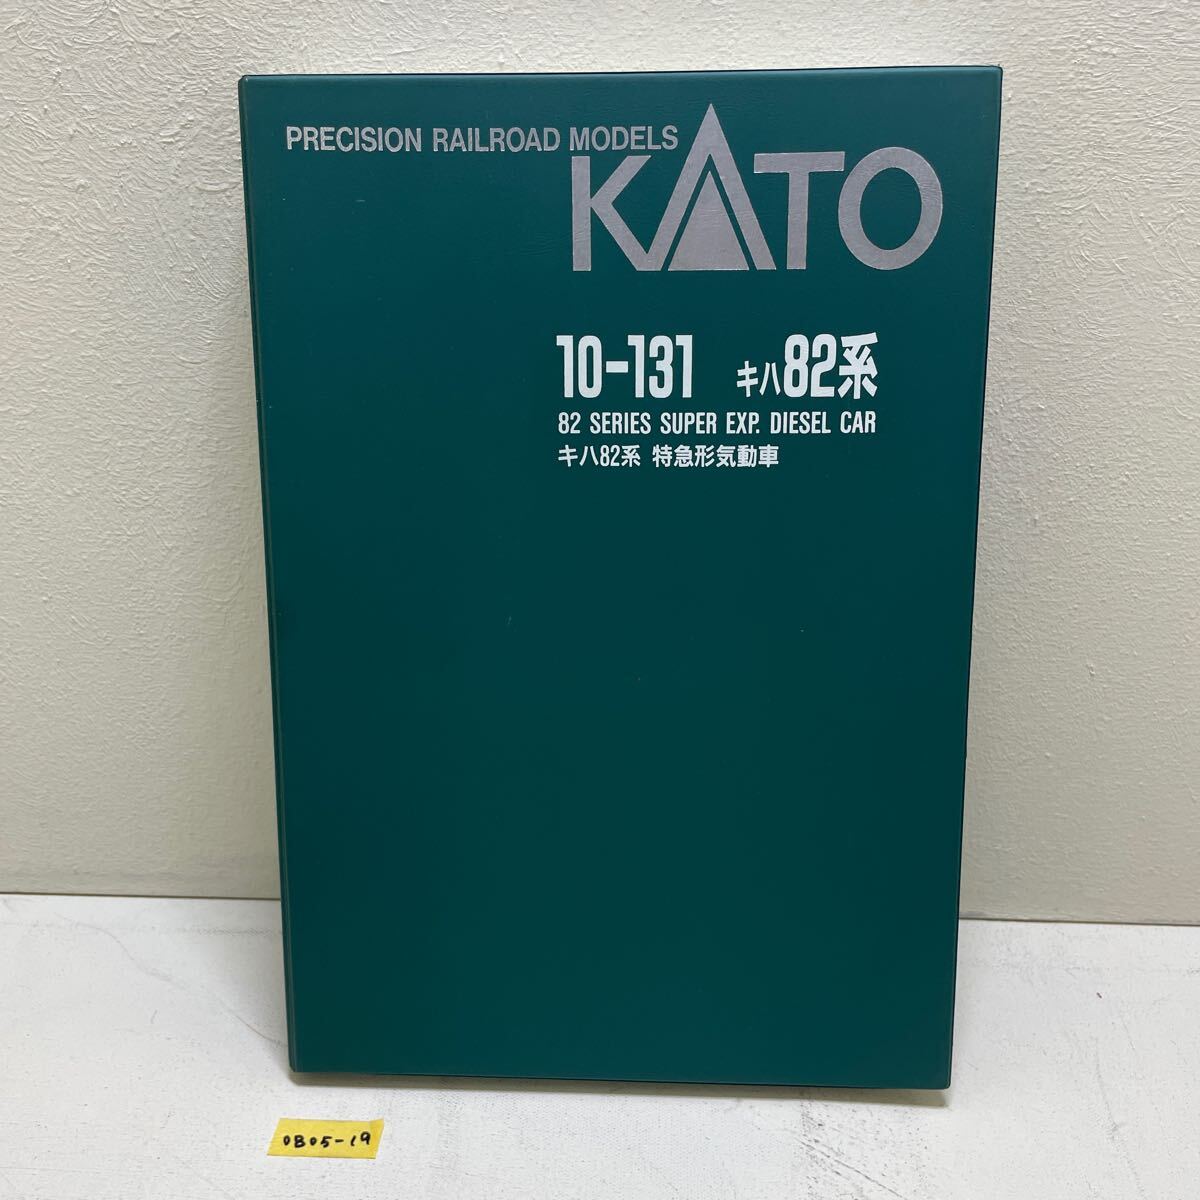 PRECISION RAILROAD MODELS
KATO
10-131 キハ82系
82 SERIES SUPER EXP. DIESEL CAR
キハ82系 特急形気動車
OB05-19